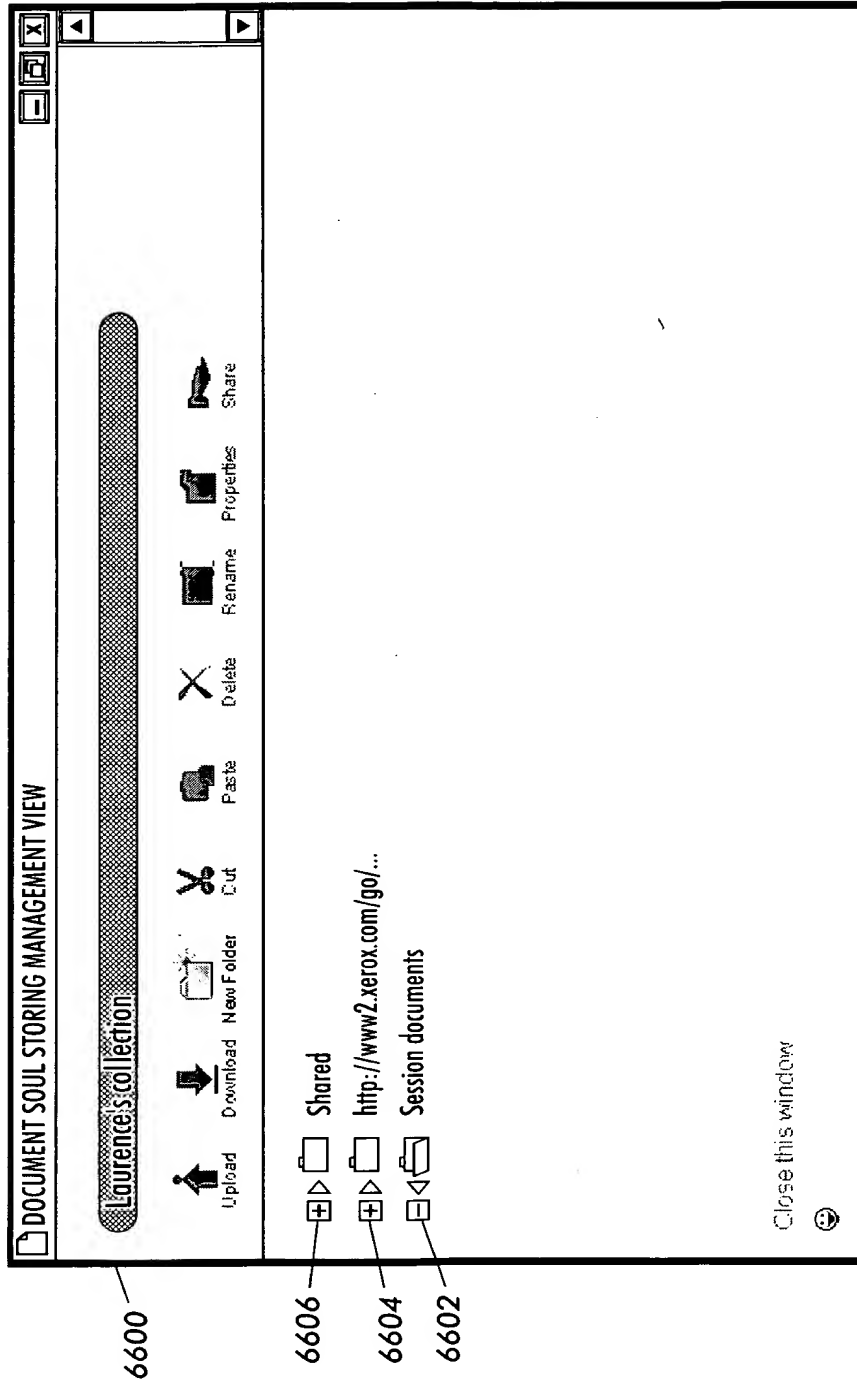 DOCUMENT SOUL STORING MANAGEMENT VIEW
X
6600
Laurence's collection
Upload Download New Folder Cut Paste Delete Rename Properties Share
6606 Shared
6604 http://www2.xerox.com/go/...
6602 Session documents
Close this window